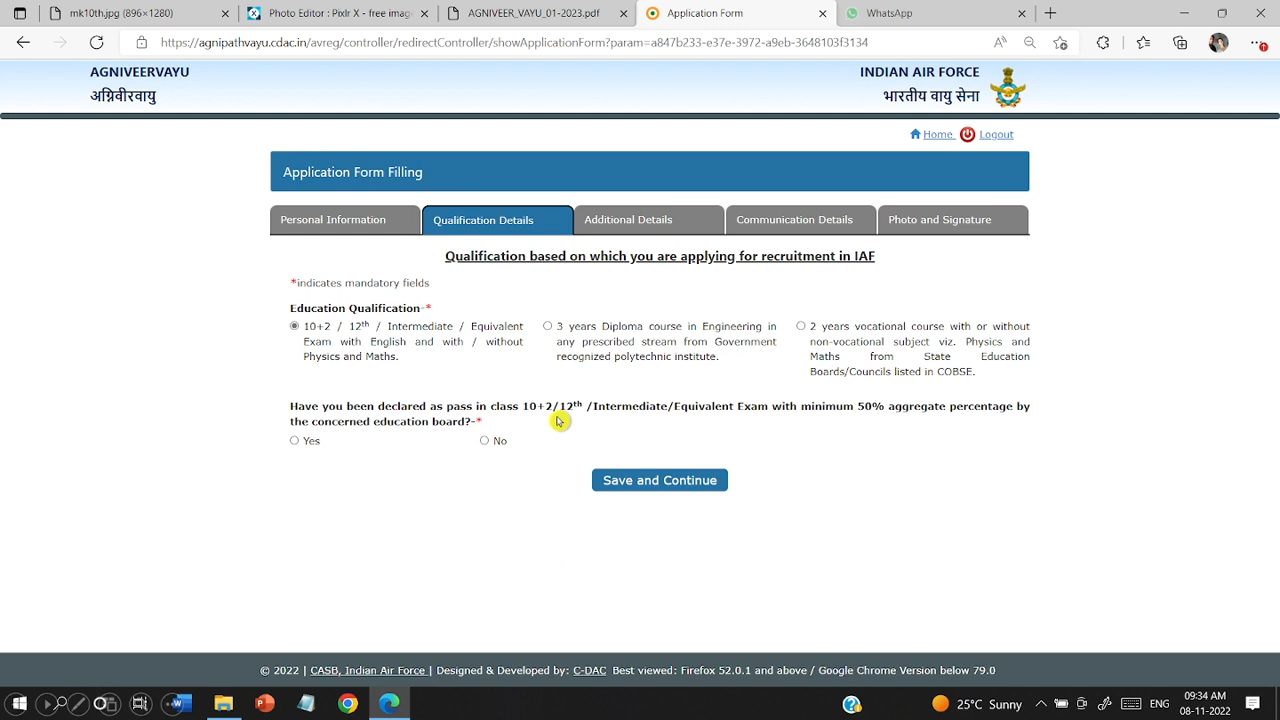 mk10th.jpg (896×1280)
Photo Editor : Pixlr X - free imag
AGNIVEER_VAYU_01-2023.pdf
Application Form
WhatsApp
https://agnipathvayu.cdac.in/avreg/controller/redirectController/showApplicationForm?param=a847b233-e37e-3972-a9eb-3648103f3134
AGNIVEERVAYU
अग्निवीरवायु
INDIAN AIR FORCE
भारतीय वायु सेना
Home Logout
Application Form Filling
Personal Information
Qualification Details
Additional Details
Communication Details
Photo and Signature
Qualification based on which you are applying for recruitment in IAF
*indicates mandatory fields
Education Qualification-*
10+2 / 12th / Intermediate / Equivalent
Exam with English and with / without
Physics and Maths.
3 years Diploma course in Engineering in
any prescribed stream from Government
recognized polytechnic institute.
2 years vocational course with or without
non-vocational subject viz. Physics and
Maths from State Education
Boards/Councils listed in COBSE.
Have you been declared as pass in class 10+2/12th /Intermediate/Equivalent Exam with minimum 50% aggregate percentage by
the concerned education board?-*
Yes
No
Save and Continue
© 2022 | CASB, Indian Air Force | Designed & Developed by: C-DAC Best viewed: Firefox 52.0.1 and above / Google Chrome Version below 79.0
25°C Sunny
ENG
09:34 AM
08-11-2022